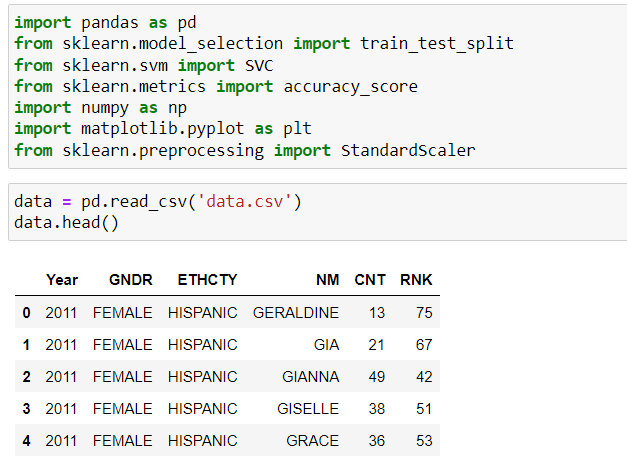 import pandas as pd
from sklearn.model_selection import train_test_split
from sklearn.svm import SVC
from sklearn.metrics import accuracy_score
import numpy as np
import matplotlib.pyplot as plt
from sklearn.preprocessing import StandardScaler
data = pd.read_csv('data.csv')
data.head()
Year GNDR ETHCTY NM CNT RNK
0 2011 FEMALE HISPANIC GERALDINE 13 75
1 2011 FEMALE HISPANIC GIA 21 67
2 2011 FEMALE HISPANIC GIANNA 49 42
3 2011 FEMALE HISPANIC GISELLE 38 51
4 2011 FEMALE HISPANIC GRACE 36 53